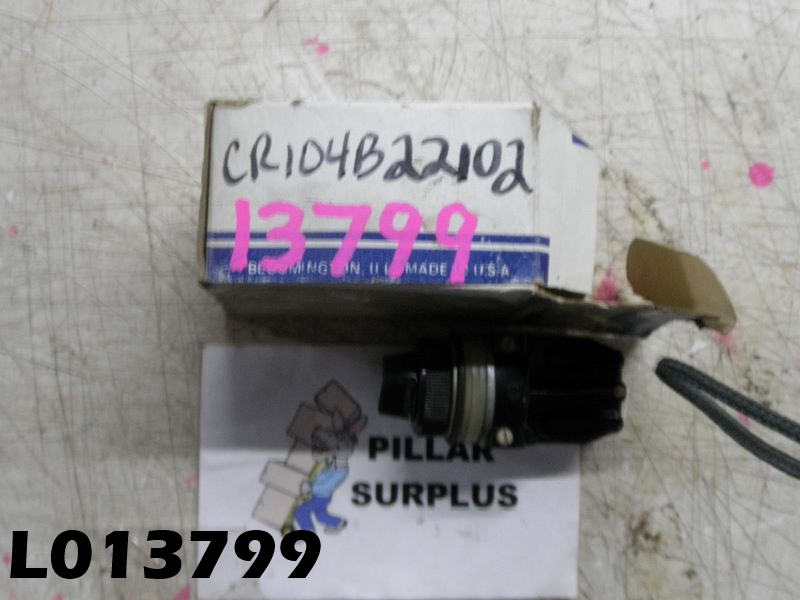 CR104B22102
13799
BLOOMINGTON, ILL. MADE IN U.S.A.
PILLAR
SURPLUS
L013799